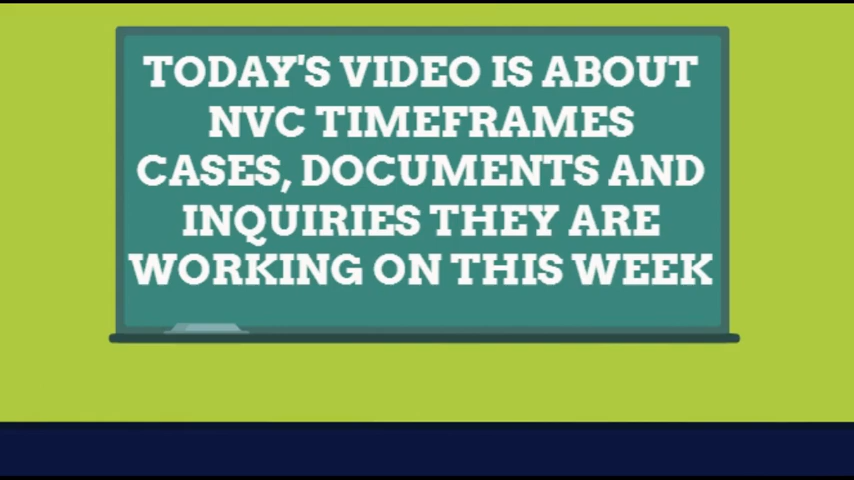 TODAY'S VIDEO IS ABOUT
NVC TIMEFRAMES
CASES, DOCUMENTS AND
INQUIRIES THEY ARE
WORKING ON THIS WEEK